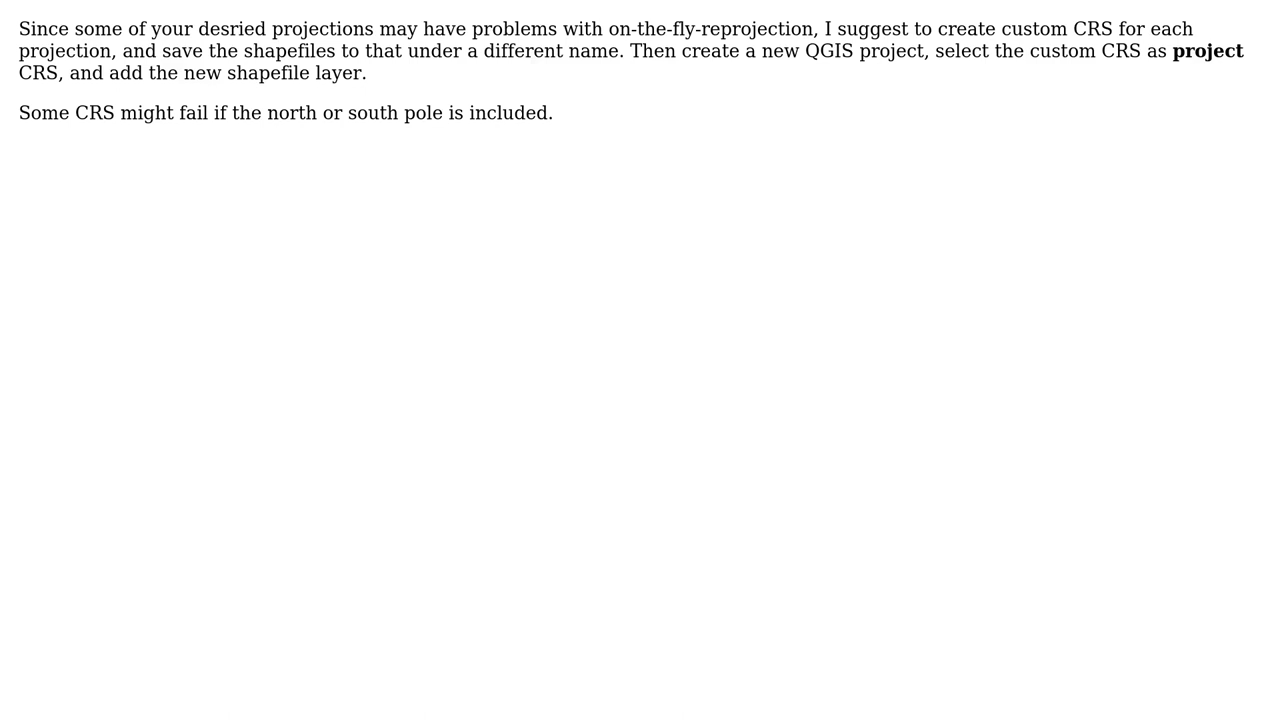 Since some of your desried projections may have problems with on-the-fly-reprojection, I suggest to create custom CRS for each
projection, and save the shapefiles to that under a different name. Then create a new QGIS project, select the custom CRS as project
CRS, and add the new shapefile layer.
Some CRS might fail if the north or south pole is included.